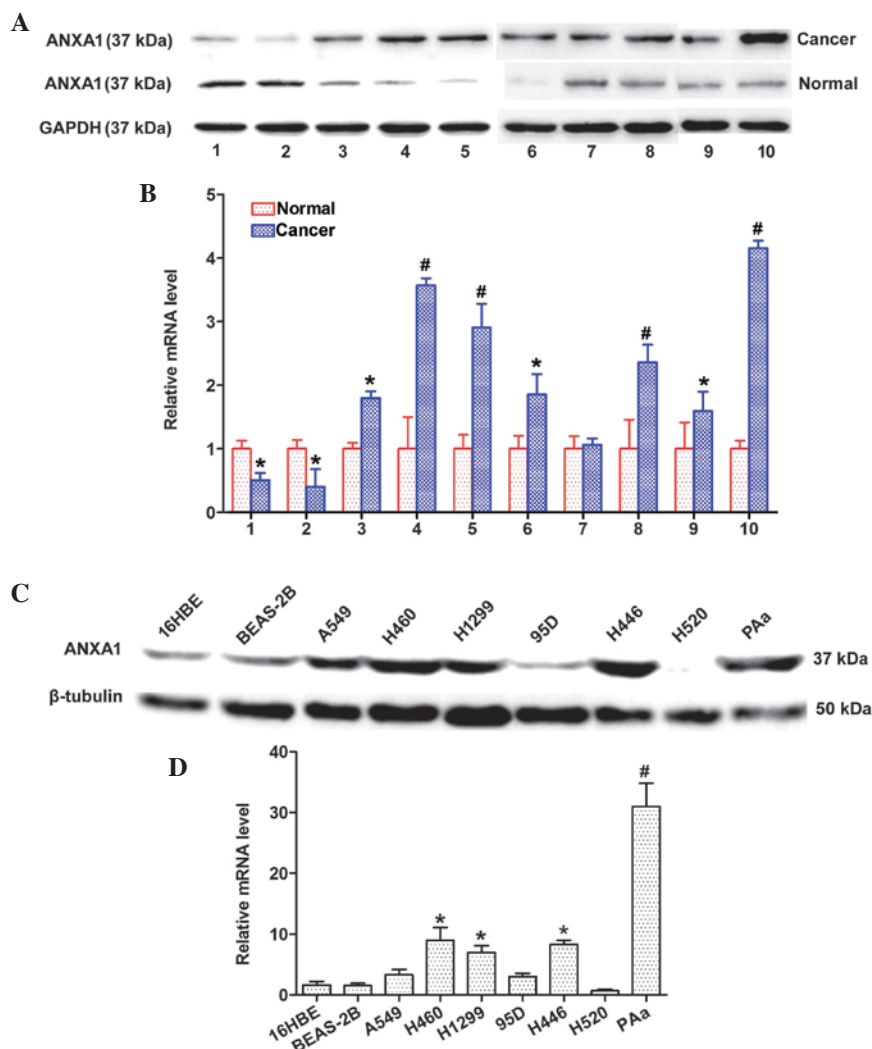 A
ANXA1 (37 kDa) Cancer
ANXA1 (37 kDa) Normal
GAPDH (37 kDa)
1 2 3 4 5 6 7 8 9 10
B
Normal
Cancer
Relative mRNA level
5
4
3
2
1
0
# # # #
* * * * *
1 2 3 4 5 6 7 8 9 10
C
16HBE BEAS-2B A549 H460 H1299 95D H446 H520 PAa
ANXA1 37 kDa
β-tubulin 50 kDa
D
Relative mRNA level
40
30
20
10
0
* * * #
16HBE BEAS-2B A549 H460 H1299 95D H446 H520 PAa